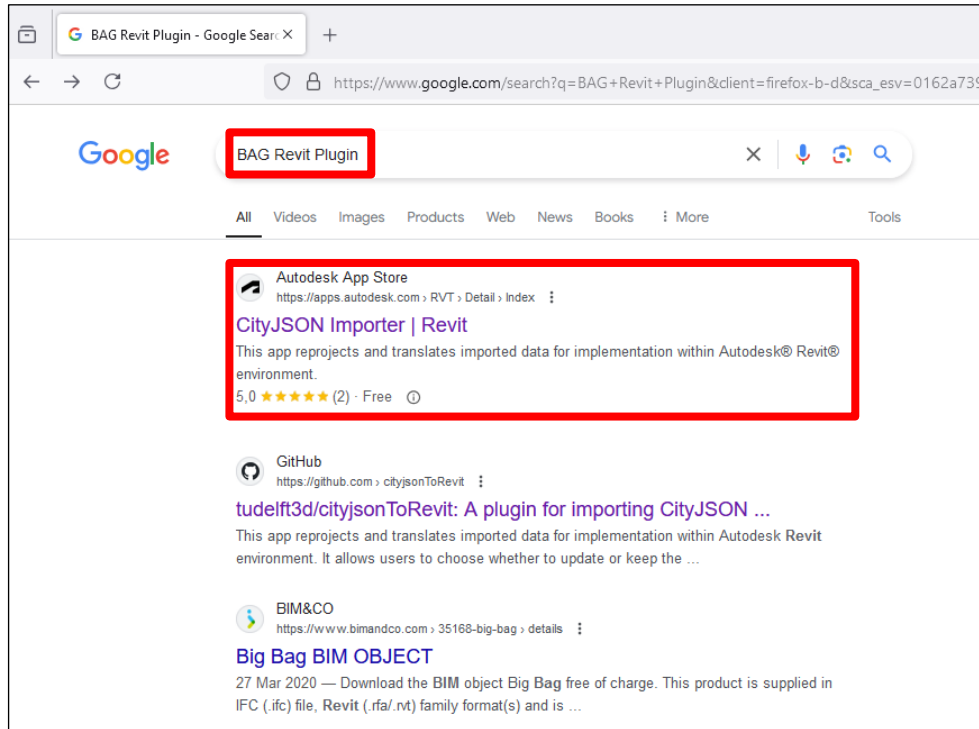 BAG Revit Plugin - Google Searc
https://www.google.com/search?q=BAG+Revit+Plugin&client=firefox-b-d&sca_esv=0162a739
Google
BAG Revit Plugin
All Videos Images Products Web News Books More Tools
Autodesk App Store
https://apps.autodesk.com › RVT › Detail › Index
CityJSON Importer | Revit
This app reprojects and translates imported data for implementation within Autodesk® Revit®
environment.
5,0 ★★★★★ (2) · Free
GitHub
https://github.com › cityjsonToRevit
tudelft3d/cityjsonToRevit: A plugin for importing CityJSON ...
This app reprojects and translates imported data for implementation within Autodesk Revit
environment. It allows users to choose whether to update or keep the ...
BIM&CO
https://www.bimandco.com › 35168-big-bag › details
Big Bag BIM OBJECT
27 Mar 2020 — Download the BIM object Big Bag free of charge. This product is supplied in
IFC (.ifc) file, Revit (.rfa/.rvt) family format(s) and is ...